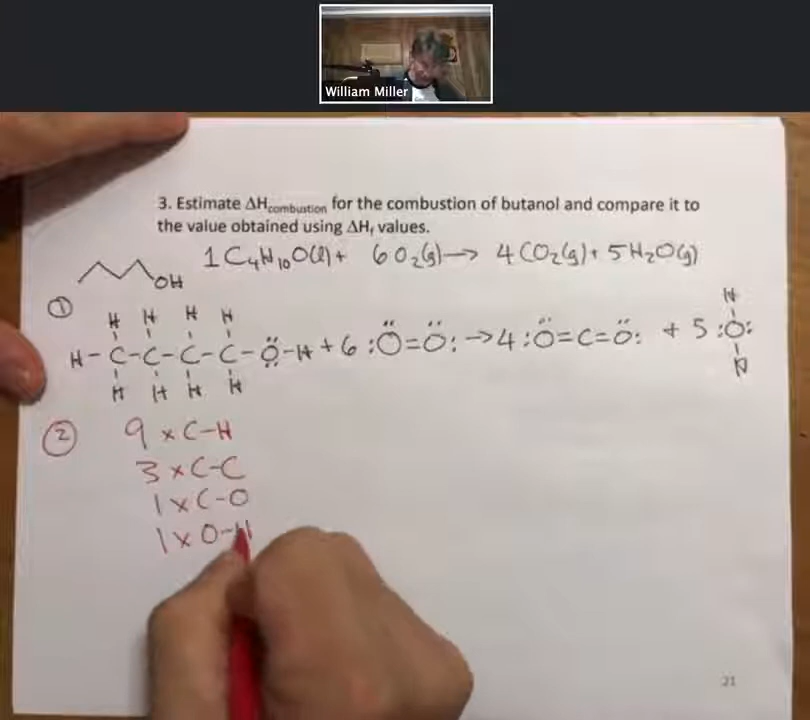 William Miller
3. Estimate ΔHcombustion for the combustion of butanol and compare it to
the value obtained using ΔHf values.
1 C4H10O(l) + 6 O2(g) → 4 CO2(g) + 5 H2O(g)
OH
①
H H H H H
H-C-C-C-C-Ö-H + 6 :Ö=Ö: → 4 :Ö=C=Ö: + 5 :Ö:
H H H H H
② 9 x C-H
3 x C-C
1 x C-O
1 x O-H
21